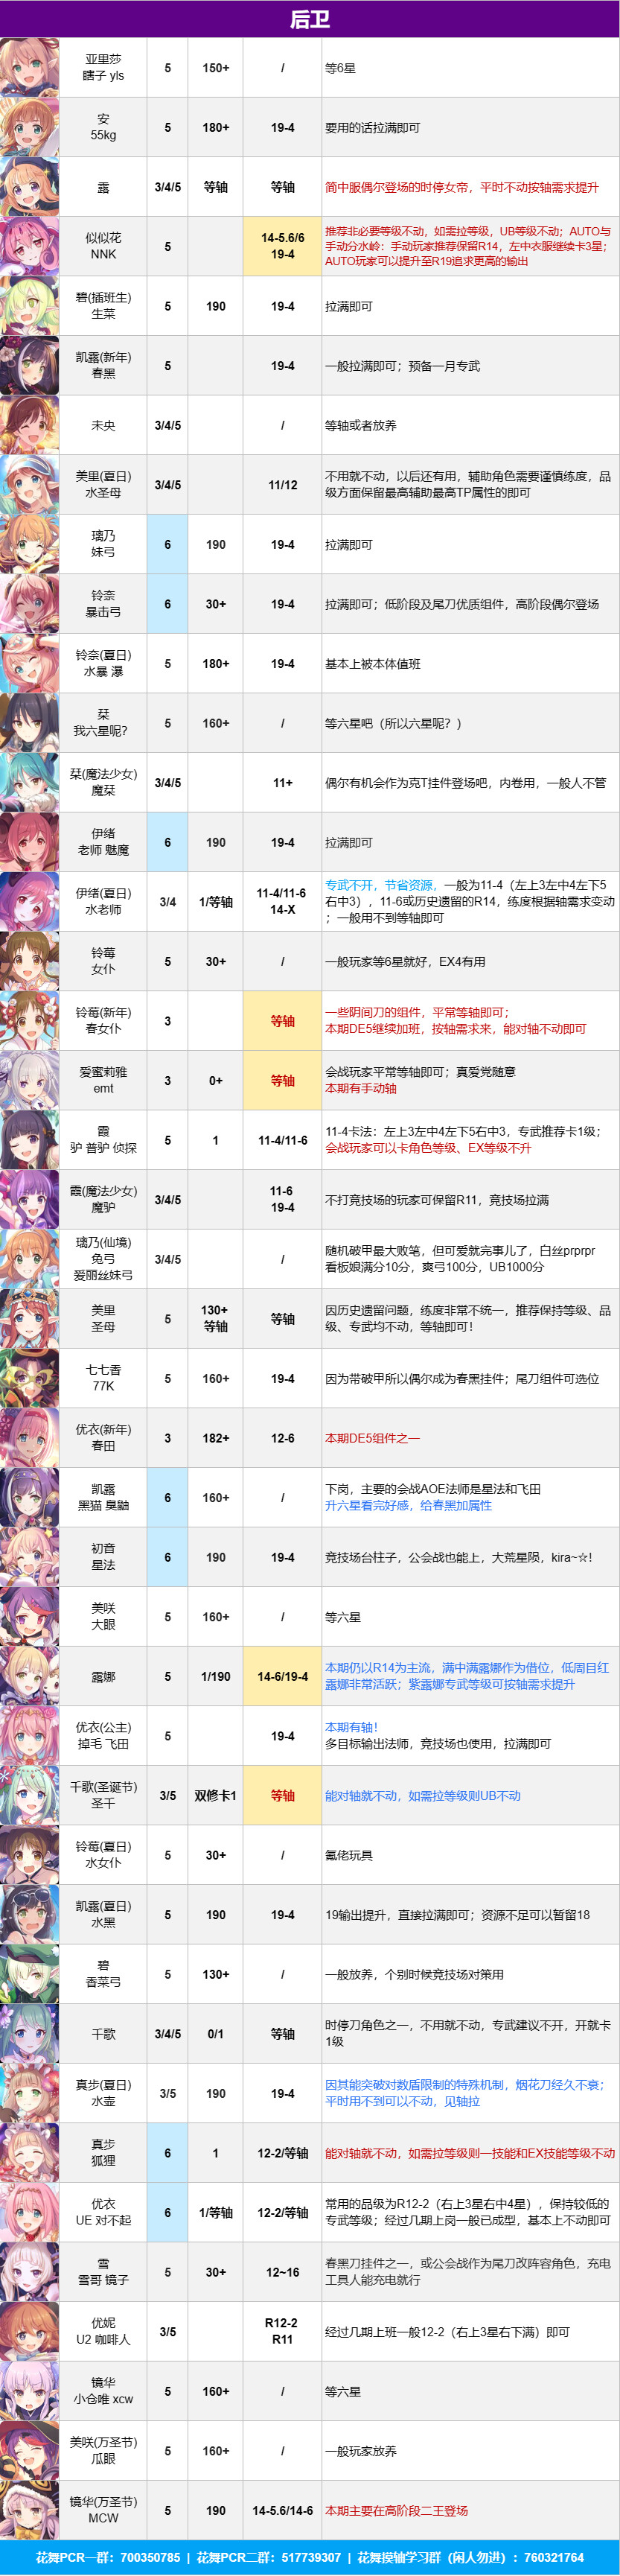 后卫
亚里莎
瞎子 yls
5
150+
/
等6星
安
55kg
5
180+
19-4
要用的话拉满即可
露
3/4/5
等轴
等轴
简中服偶尔登场的时停女帝，平时不动按轴需求提升
似似花
NNK
5
14-5.6/6
19-4
推荐非必要等级不动，如需拉等级，UB等级不动；AUTO与
手动分水岭：手动玩家推荐保留R14，左中衣服继续卡3星；
AUTO玩家可以提升至R19追求更高的输出
碧(插班生)
生菜
5
190
19-4
拉满即可
凯露(新年)
春黑
5
19-4
一般拉满即可；预备一月专武
未央
3/4/5
/
等轴或者放养
美里(夏日)
水圣母
3/4/5
11/12
不用就不动，以后还有用，辅助角色需要谨慎练度，品
级方面保留最高辅助最高TP属性的即可
璃乃
妹弓
6
190
19-4
拉满即可
铃奈
暴击弓
6
30+
19-4
拉满即可；低阶段及尾刀优质组件，高阶段偶尔登场
铃奈(夏日)
水暴 瀑
5
180+
19-4
基本上被本体值班
栞
我六星呢？
5
160+
/
等六星吧（所以六星呢？）
栞(魔法少女)
魔栞
3/4/5
11+
偶尔有机会作为克T挂件登场吧，内卷用，一般人不管
伊绪
老师 魅魔
6
190
19-4
拉满即可
伊绪(夏日)
水老师
3/4
1/等轴
11-4/11-6
14-X
专武不开，节省资源，一般为11-4（左上3左中4左下5
右中3），11-6或历史遗留的R14，练度根据轴需求变动
；一般用不到等轴即可
铃莓
女仆
5
30+
/
一般玩家等6星就好，EX4有用
铃莓(新年)
春女仆
3
等轴
一些阴间刀的组件，平常等轴即可；
本期DE5继续加班，按轴需求来，能对轴不动即可
爱蜜莉雅
emt
3
0+
等轴
会战玩家平常等轴即可；真爱党随意
本期有手动轴
霞
驴 普驴 侦探
5
1
11-4/11-6
11-4卡法：左上3左中4左下5右中3，专武推荐卡1级；
会战玩家可以卡角色等级、EX等级不升
霞(魔法少女)
魔驴
3/4/5
11-6
19-4
不打竞技场的玩家可保留R11，竞技场拉满
璃乃(仙境)
兔弓
爱丽丝妹弓
3/4/5
/
随机破甲最大败笔，但可爱就完事儿了，白丝prprpr
看板娘满分10分，爽弓100分，UB1000分
美里
圣母
5
130+
等轴
等轴
因历史遗留问题，练度非常不统一，推荐保持等级、品
级、专武均不动，等轴即可！
七七香
77K
5
160+
19-4
因为带破甲所以偶尔成为春黑挂件；尾刀组件可选位
优衣(新年)
春田
3
182+
12-6
本期DE5组件之一
凯露
黑猫 臭鼬
6
160+
/
下岗，主要的会战AOE法师是星法和飞田
升六星看完好感，给春黑加属性
初音
星法
6
190
19-4
竞技场台柱子，公会战也能上，大荒星陨，kira~☆！
美咲
大眼
5
160+
/
等六星
露娜
5
1/190
14-6/19-4
本期仍以R14为主流，满中满露娜作为借位，低周目红
露娜非常活跃；紫露娜专武等级可按轴需求提升
优衣(公主)
掉毛 飞田
5
19-4
本期有轴！
多目标输出法师，竞技场也使用，拉满即可
千歌(圣诞节)
圣千
3/5
双修卡1
等轴
能对轴就不动，如需拉等级则UB不动
铃莓(夏日)
水女仆
5
30+
/
氪佬玩具
凯露(夏日)
水黑
5
190
19-4
19输出提升，直接拉满即可；资源不足可以暂留18
碧
香菜弓
5
130+
/
一般放养，个别时候竞技场对策用
千歌
3/4/5
0/1
等轴
时停刀角色之一，不用就不动，专武建议不开，开就卡
1级
真步(夏日)
水壶
3/5
190
19-4
因其能突破对数盾限制的特殊机制，烟花刀经久不衰；
平时用不到可以不动，见轴拉
真步
狐狸
6
1
12-2/等轴
能对轴就不动，如需拉等级则一技能和EX技能等级不动
优衣
UE 对不起
6
1/等轴
12-2/等轴
常用的品级为R12-2（右上3星右中4星），保持较低的
专武等级；经过几期上岗一般已成型，基本上不动即可
雪
雪哥 镜子
5
30+
12~16
春黑刀挂件之一，或公会战作为尾刀改阵容角色，充电
工具人能充电就行
优妮
U2 咖啡人
3/5
R12-2
R11
经过几期上班一般12-2（右上3星右下满）即可
镜华
小仓唯 xcw
5
160+
/
等六星
美咲(万圣节)
瓜眼
5
160+
/
一般玩家放养
镜华(万圣节)
MCW
5
190
14-5.6/14-6
本期主要在高阶段二王登场
花舞PCR一群：700350785 | 花舞PCR二群：517739307 | 花舞摸轴学习群（闲人勿进）：760321764